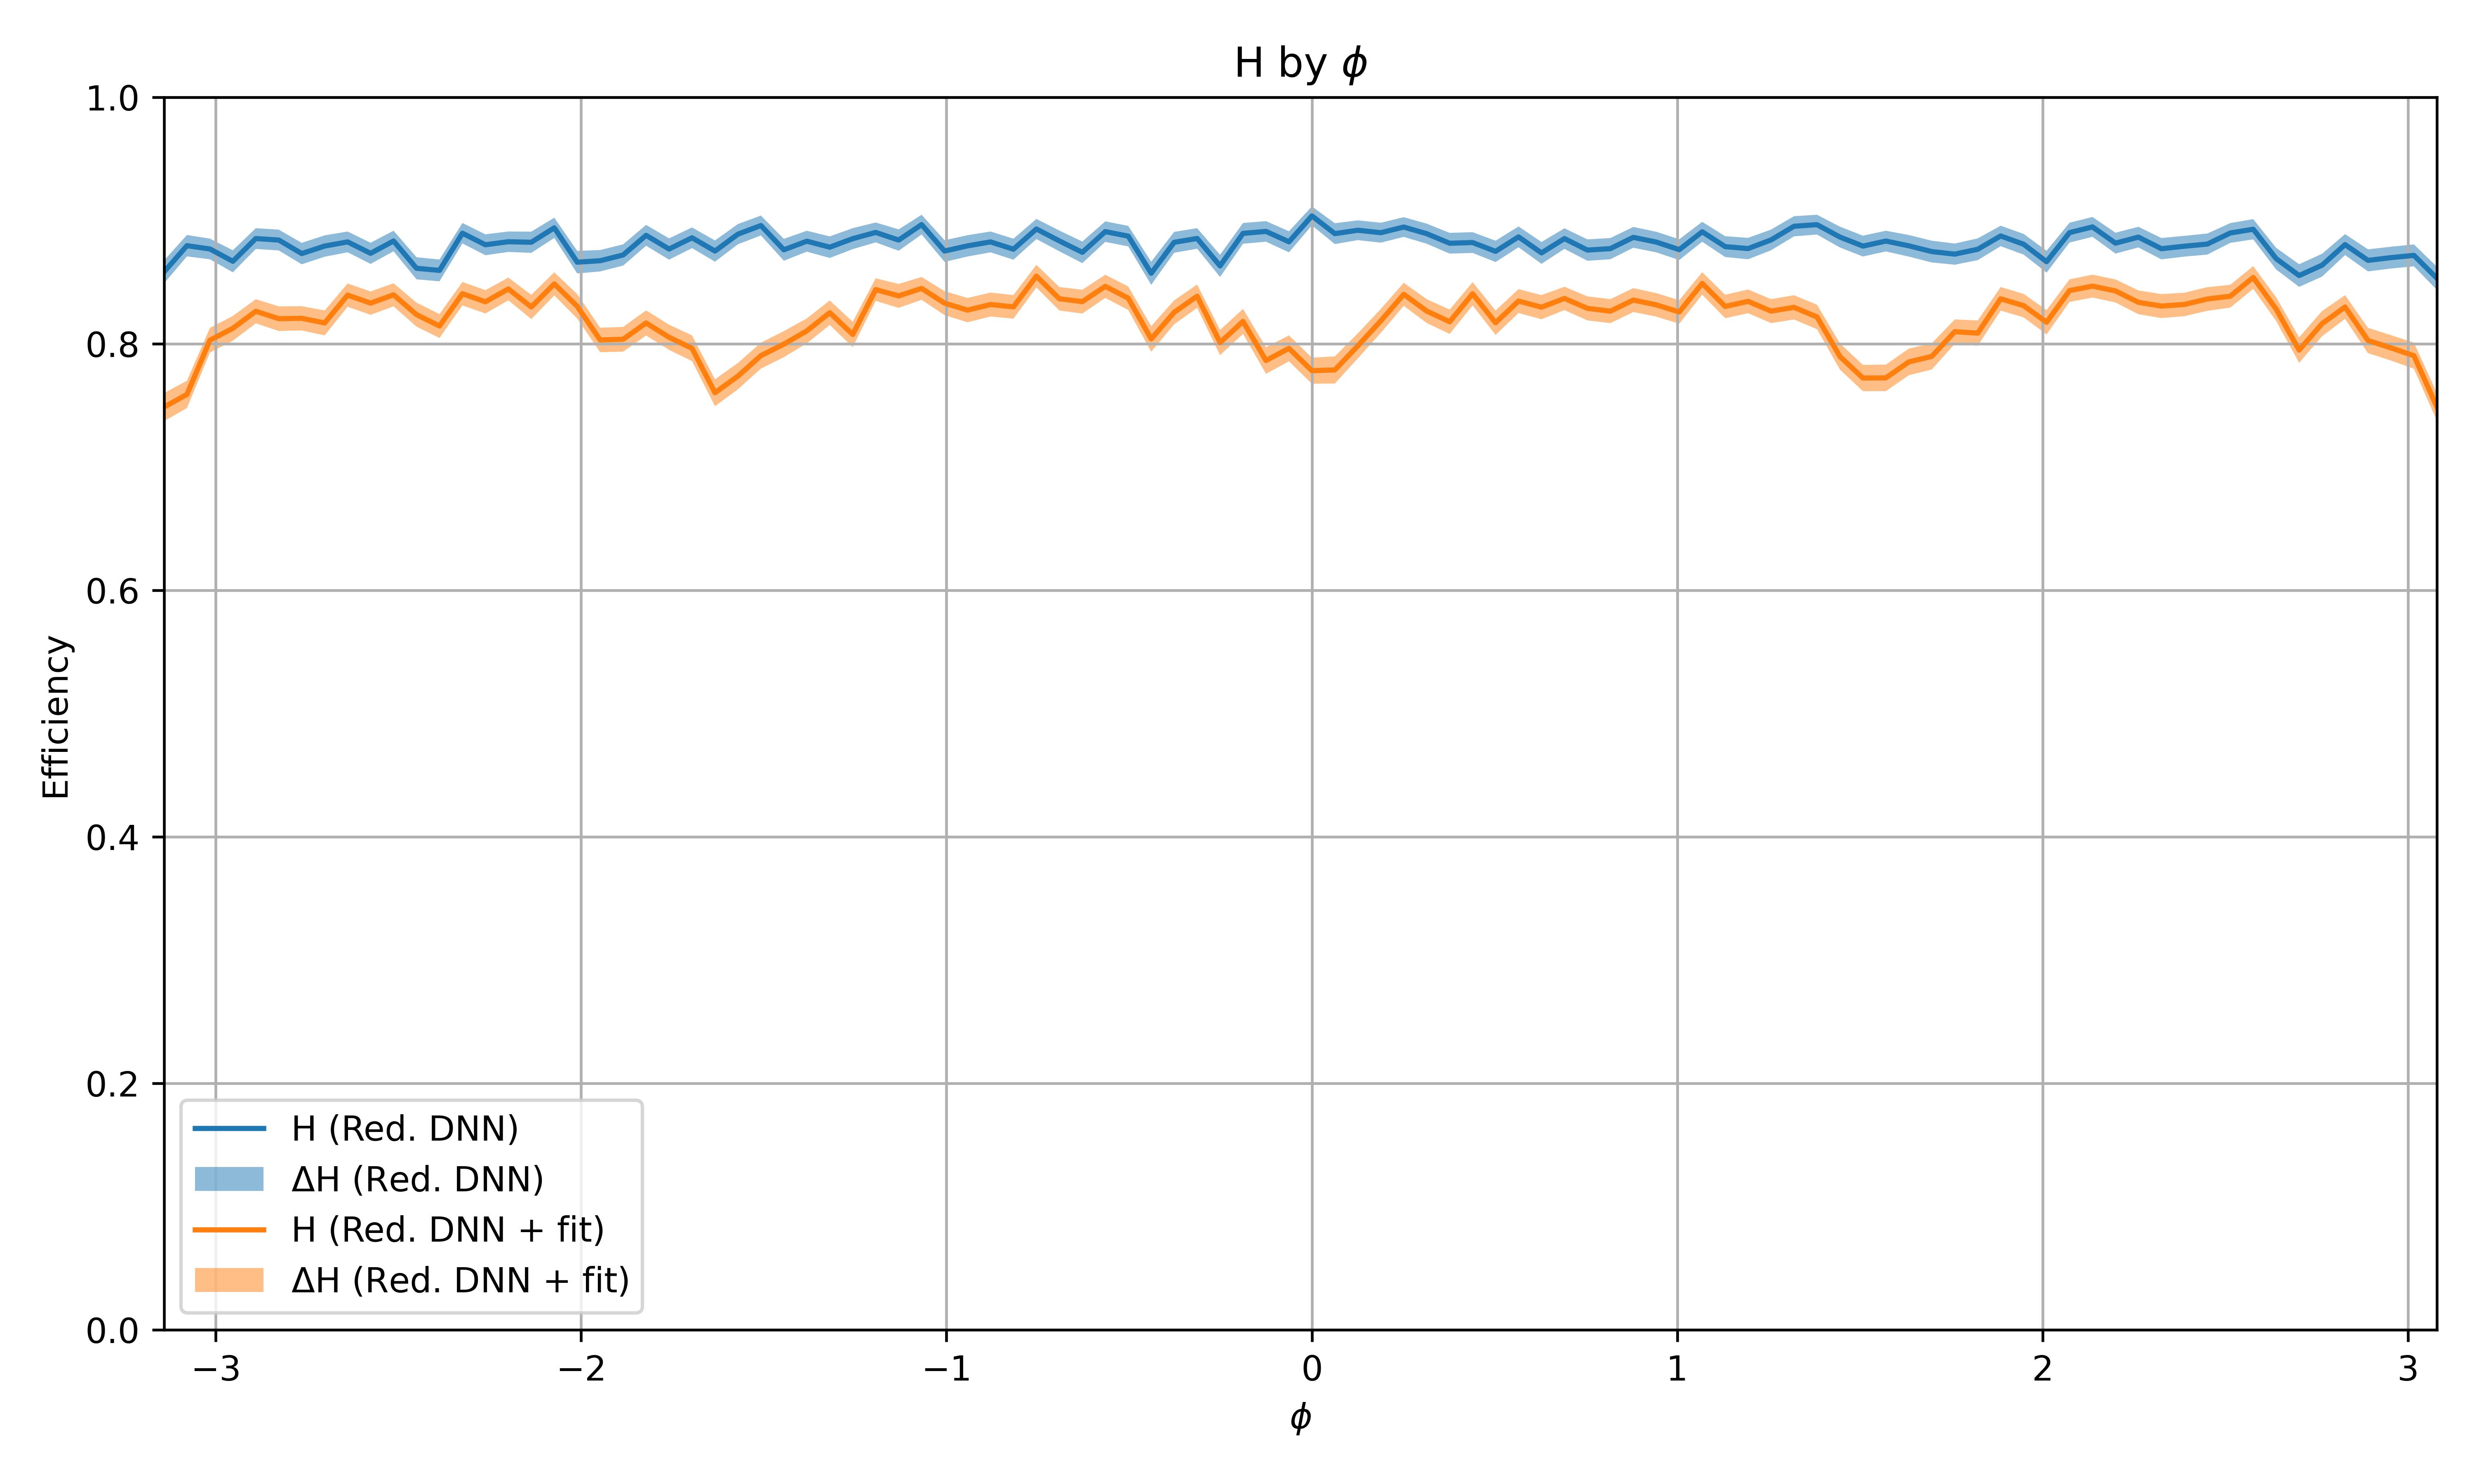 H by ϕ
1.0
0.8
0.6
0.4
0.2
0.0
Efficiency
H (Red. DNN)
ΔH (Red. DNN)
H (Red. DNN + fit)
ΔH (Red. DNN + fit)
−3
−2
−1
0
1
2
3
ϕ